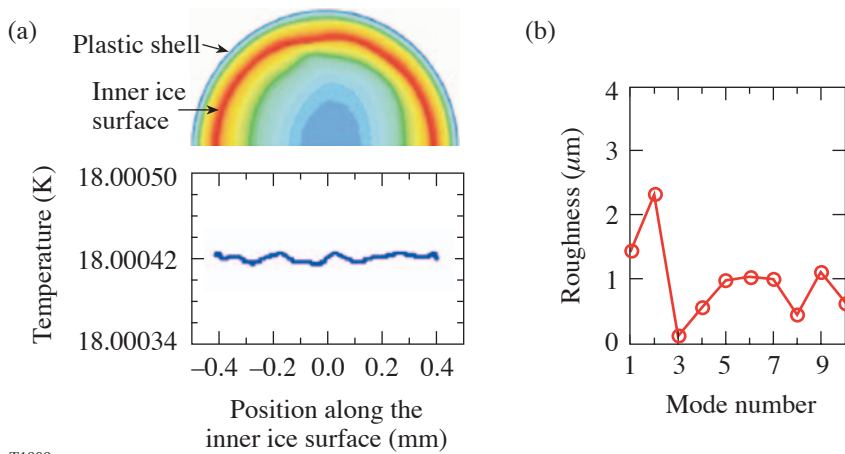 (a)
Plastic shell
Inner ice
surface
Temperature (K)
18.00050
18.00042
18.00034
–0.4 –0.2 0.0 0.2 0.4
Position along the
inner ice surface (mm)
(b)
Roughness (μm)
4
3
2
1
0
1 3 5 7 9
Mode number